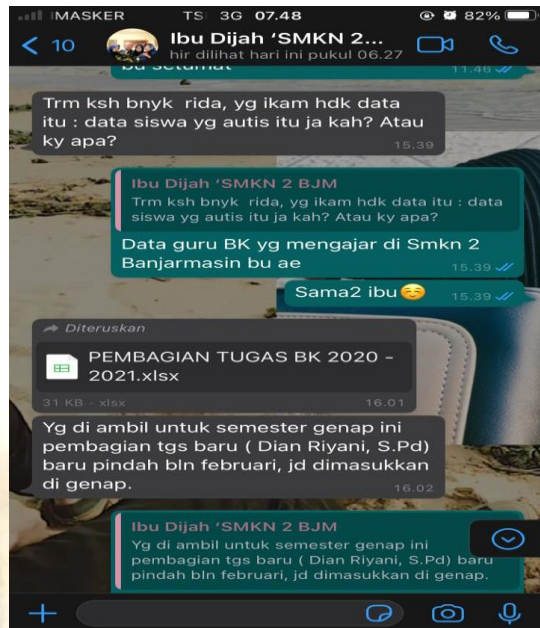 IMASKER TSI 3G 07.48 82%
10 Ibu Dijah ‘SMKN 2...
hir dilihat hari ini pukul 06.27
bu setumat
11.46
Trm ksh bnyk rida, yg ikam hdk data
itu : data siswa yg autis itu ja kah? Atau
ky apa?
15.39
Ibu Dijah ‘SMKN 2 BJM
Trm ksh bnyk rida, yg ikam hdk data itu : data
siswa yg autis itu ja kah? Atau ky apa?
Data guru BK yg mengajar di Smkn 2
Banjarmasin bu ae
15.39
Sama2 ibu☺️ 15.39
Diteruskan
PEMBAGIAN TUGAS BK 2020 -
2021.xlsx
31 KB · xlsx 16.01
Yg di ambil untuk semester genap ini
pembagian tgs baru ( Dian Riyani, S.Pd)
baru pindah bln februari, jd dimasukkan
di genap.
16.02
Ibu Dijah ‘SMKN 2 BJM
Yg di ambil untuk semester genap ini
pembagian tgs baru ( Dian Riyani, S.Pd) baru
pindah bln februari, jd dimasukkan di genap.